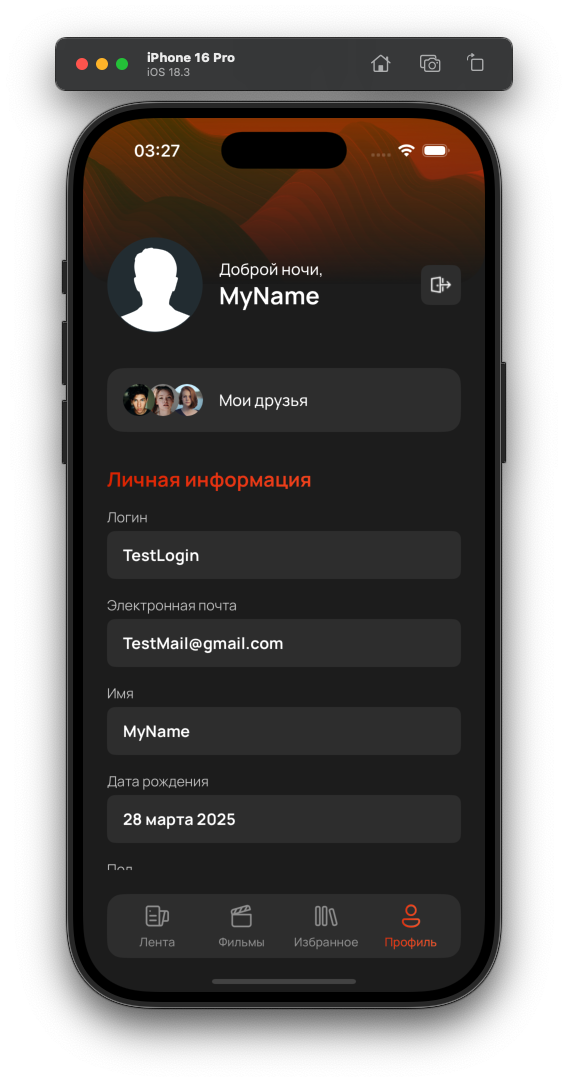 iPhone 16 Pro
iOS 18.3
03:27
Доброй ночи,
MyName
Мои друзья
Личная информация
Логин
TestLogin
Электронная почта
TestMail@gmail.com
Имя
MyName
Дата рождения
28 марта 2025
Пол
Лента
Фильмы
Избранное
Профиль